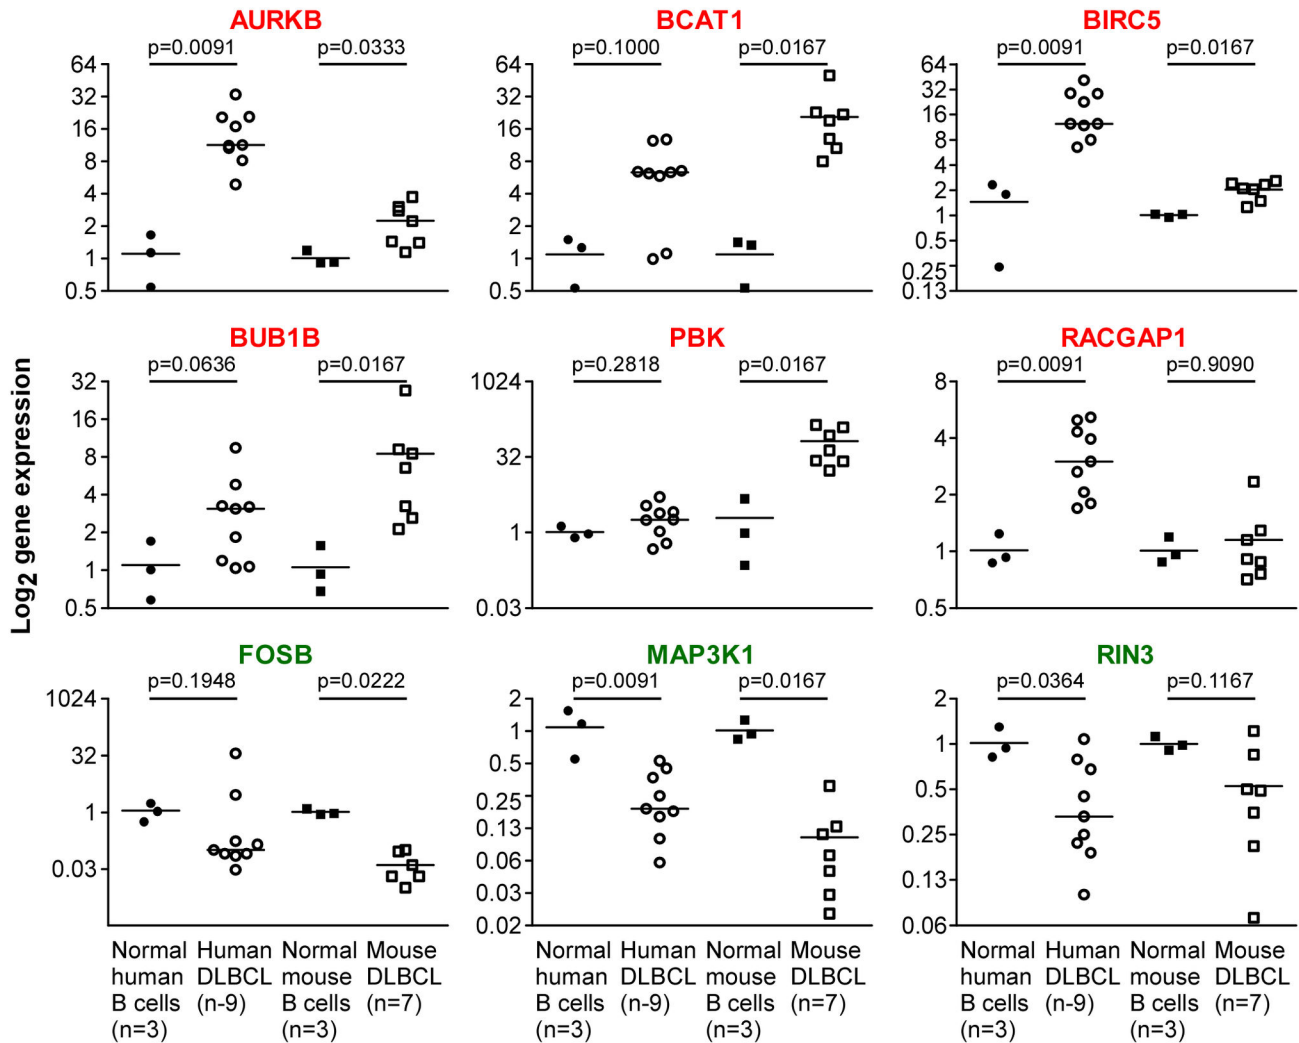 AURKB
p=0.0091 p=0.0333
64
32
16
8
4
2
1
0.5
BCAT1
p=0.1000 p=0.0167
64
32
16
8
4
2
1
0.5
BIRC5
p=0.0091 p=0.0167
64
32
16
8
4
2
1
0.5
0.25
0.13
Log2 gene expression
BUB1B
p=0.0636 p=0.0167
32
16
8
4
2
1
0.5
PBK
p=0.2818 p=0.0167
1024
32
1
0.03
RACGAP1
p=0.0091 p=0.9090
8
4
2
1
0.5
FOSB
p=0.1948 p=0.0222
1024
32
1
0.03
MAP3K1
p=0.0091 p=0.0167
2
1
0.5
0.25
0.13
0.06
0.03
0.02
RIN3
p=0.0364 p=0.1167
2
1
0.5
0.25
0.13
0.06
Normal human B cells (n=3)
Human DLBCL (n-9)
Normal mouse B cells (n=3)
Mouse DLBCL (n=7)
Normal human B cells (n=3)
Human DLBCL (n-9)
Normal mouse B cells (n=3)
Mouse DLBCL (n=7)
Normal human B cells (n=3)
Human DLBCL (n-9)
Normal mouse B cells (n=3)
Mouse DLBCL (n=7)